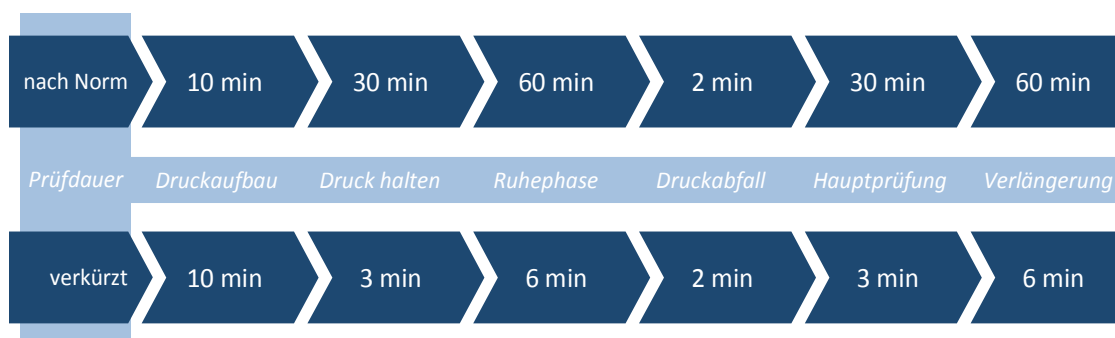 nach Norm 10 min 30 min 60 min 2 min 30 min 60 min
Prüfdauer Druckaufbau Druck halten Ruhephase Druckabfall Hauptprüfung Verlängerung
verkürzt 10 min 3 min 6 min 2 min 3 min 6 min